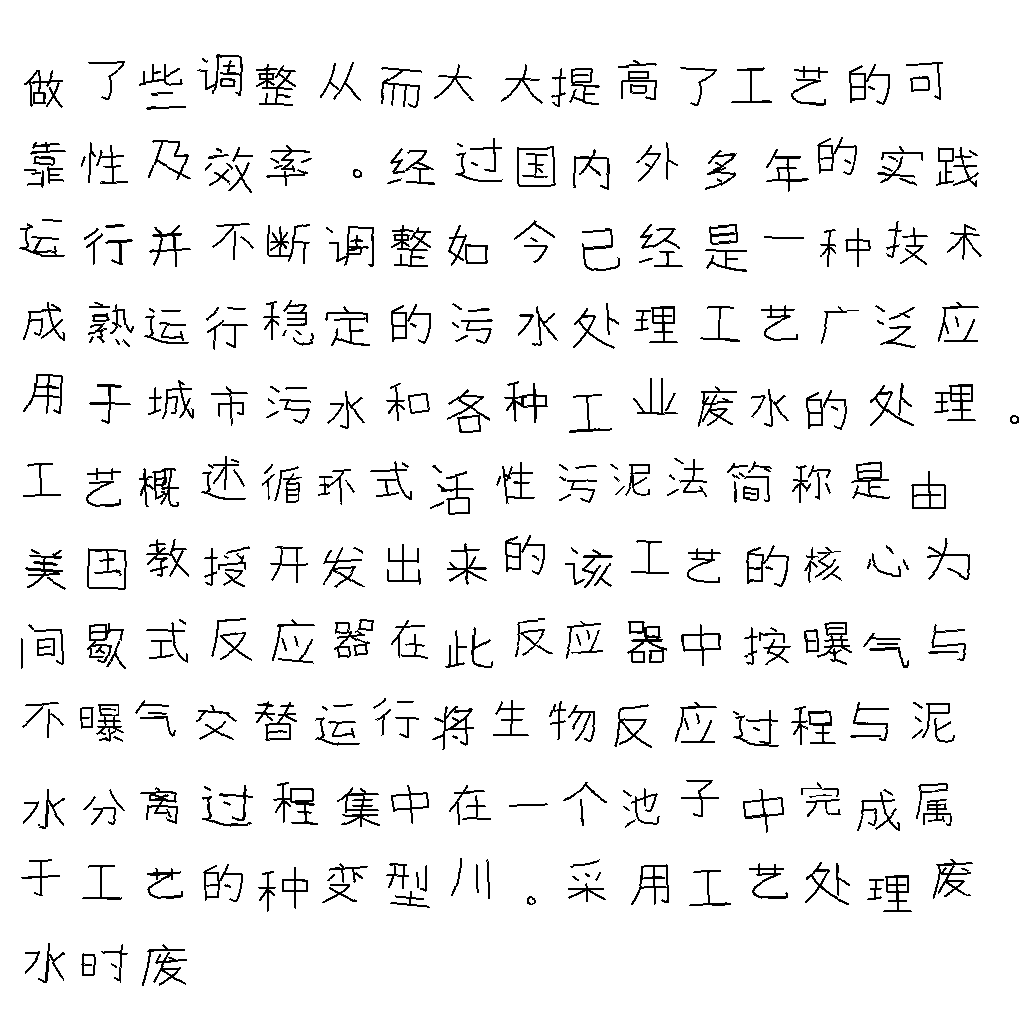 做了些调整从而大大提高了工艺的可
靠性及效率。经过国内外多年的实践
运行并不断调整如今已经是一种技术
成熟运行稳定的污水处理工艺广泛应
用于城市污水和各种工业废水的处理。
工艺概述循环式活性污泥法简称是由
美国教授开发出来的该工艺的核心为
间歇式反应器在此反应器中按曝气与
不曝气交替运行将生物反应过程与泥
水分离过程集中在一个池子中完成属
于工艺的种变型川。采用工艺处理废
水时废